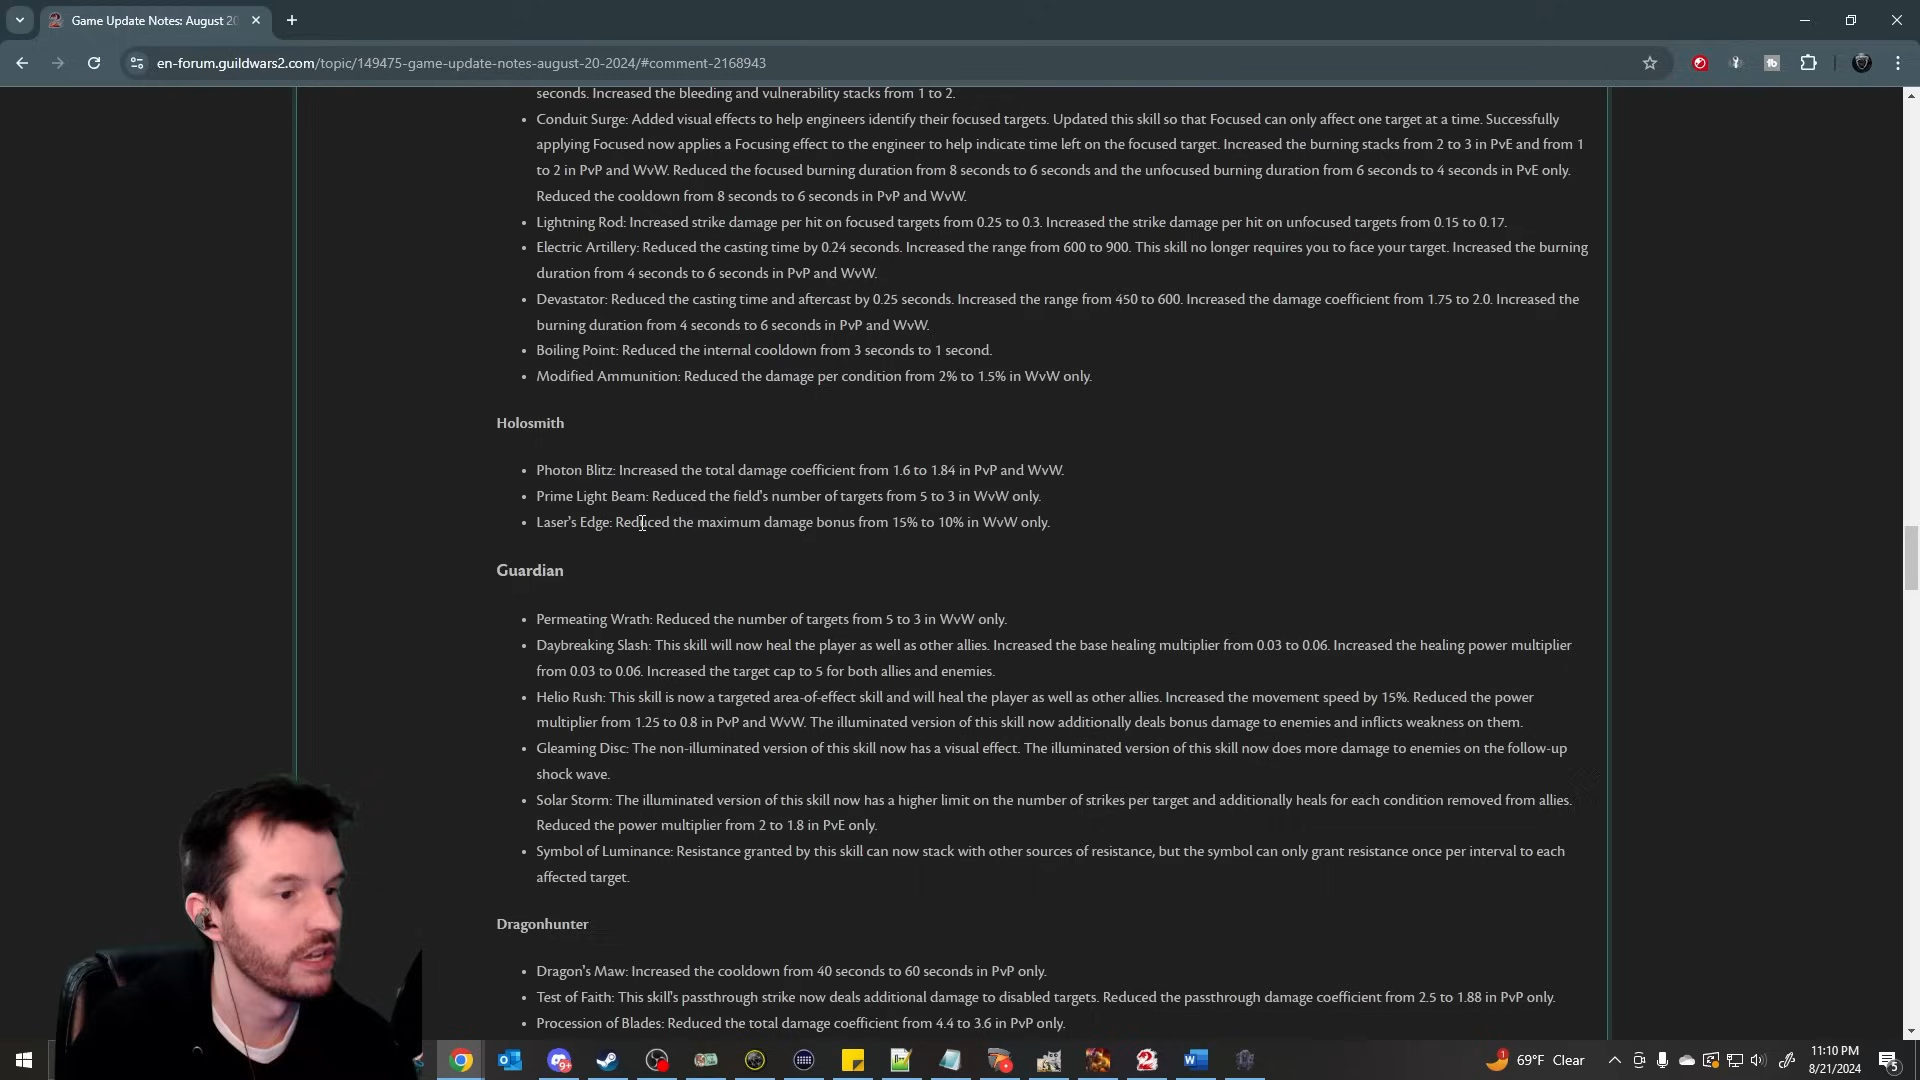 Game Update Notes: August 20
en-forum.guildwars2.com/topic/149475-game-update-notes-august-20-2024/#comment-2168943
seconds. Increased the bleeding and vulnerability stacks from 1 to 2.
• Conduit Surge: Added visual effects to help engineers identify their focused targets. Updated this skill so that Focused can only affect one target at a time. Successfully
applying Focused now applies a Focusing effect to the engineer to help indicate time left on the focused target. Increased the burning stacks from 2 to 3 in PvE and from 1
to 2 in PvP and WvW. Reduced the focused burning duration from 8 seconds to 6 seconds and the unfocused burning duration from 6 seconds to 4 seconds in PvE only.
Reduced the cooldown from 8 seconds to 6 seconds in PvP and WvW.
• Lightning Rod: Increased strike damage per hit on focused targets from 0.25 to 0.3. Increased the strike damage per hit on unfocused targets from 0.15 to 0.17.
• Electric Artillery: Reduced the casting time by 0.24 seconds. Increased the range from 600 to 900. This skill no longer requires you to face your target. Increased the burning
duration from 4 seconds to 6 seconds in PvP and WvW.
• Devastator: Reduced the casting time and aftercast by 0.25 seconds. Increased the range from 450 to 600. Increased the damage coefficient from 1.75 to 2.0. Increased the
burning duration from 4 seconds to 6 seconds in PvP and WvW.
• Boiling Point: Reduced the internal cooldown from 3 seconds to 1 second.
• Modified Ammunition: Reduced the damage per condition from 2% to 1.5% in WvW only.
Holosmith
• Photon Blitz: Increased the total damage coefficient from 1.6 to 1.84 in PvP and WvW.
• Prime Light Beam: Reduced the field's number of targets from 5 to 3 in WvW only.
• Laser's Edge: Reduced the maximum damage bonus from 15% to 10% in WvW only.
Guardian
• Permeating Wrath: Reduced the number of targets from 5 to 3 in WvW only.
• Daybreaking Slash: This skill will now heal the player as well as other allies. Increased the base healing multiplier from 0.03 to 0.06. Increased the healing power multiplier
from 0.03 to 0.06. Increased the target cap to 5 for both allies and enemies.
• Helio Rush: This skill is now a targeted area-of-effect skill and will heal the player as well as other allies. Increased the movement speed by 15%. Reduced the power
multiplier from 1.25 to 0.8 in PvP and WvW. The illuminated version of this skill now additionally deals bonus damage to enemies and inflicts weakness on them.
• Gleaming Disc: The non-illuminated version of this skill now has a visual effect. The illuminated version of this skill now does more damage to enemies on the follow-up
shock wave.
• Solar Storm: The illuminated version of this skill now has a higher limit on the number of strikes per target and additionally heals for each condition removed from allies.
Reduced the power multiplier from 2 to 1.8 in PvE only.
• Symbol of Luminance: Resistance granted by this skill can now stack with other sources of resistance, but the symbol can only grant resistance once per interval to each
affected target.
Dragonhunter
• Dragon's Maw: Increased the cooldown from 40 seconds to 60 seconds in PvP only.
• Test of Faith: This skill's passthrough strike now deals additional damage to disabled targets. Reduced the passthrough damage coefficient from 2.5 to 1.88 in PvP only.
• Procession of Blades: Reduced the total damage coefficient from 4.4 to 3.6 in PvP only.
69°F Clear
11:10 PM
8/21/2024